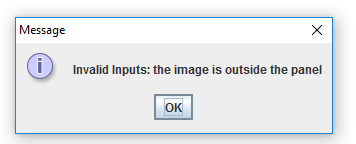 Message
Invalid Inputs: the image is outside the panel
OK